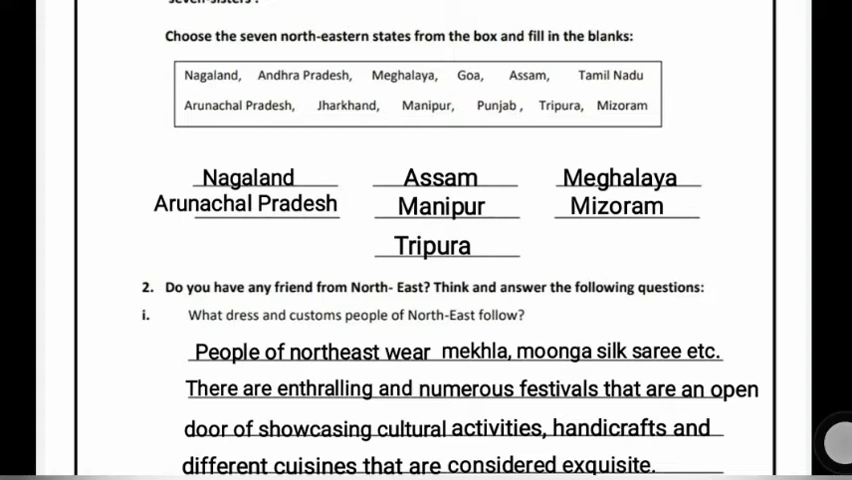 seven-sisters?
Choose the seven north-eastern states from the box and fill in the blanks:
Nagaland, Andhra Pradesh, Meghalaya, Goa, Assam, Tamil Nadu
Arunachal Pradesh, Jharkhand, Manipur, Punjab , Tripura, Mizoram
Nagaland Assam Meghalaya
Arunachal Pradesh Manipur Mizoram
Tripura
2. Do you have any friend from North- East? Think and answer the following questions:
i. What dress and customs people of North-East follow?
People of northeast wear mekhla, moonga silk saree etc.
There are enthralling and numerous festivals that are an open
door of showcasing cultural activities, handicrafts and
different cuisines that are considered exquisite.